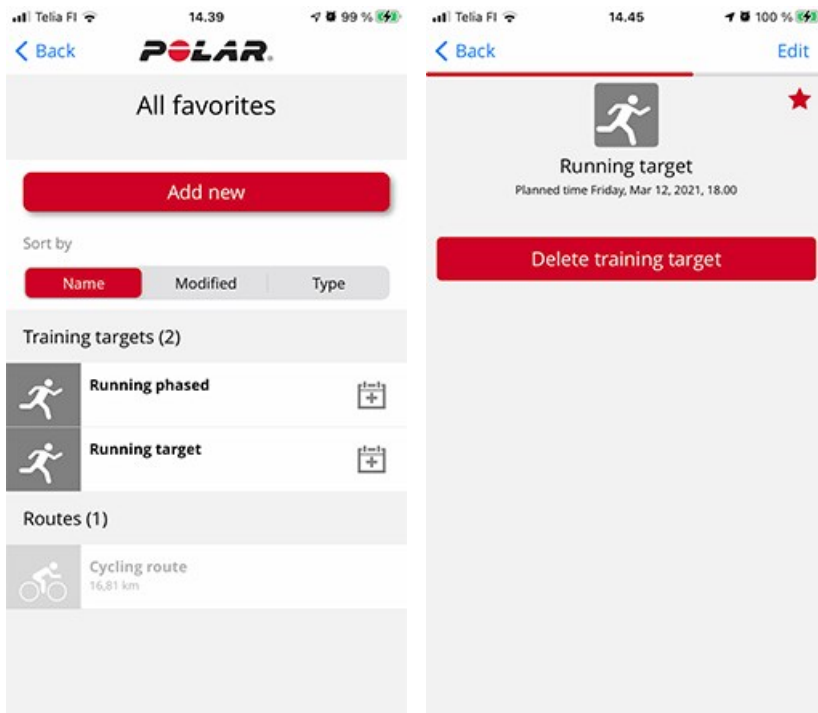 Telia FI 14.39 99 %
Back POLAR.
All favorites
Add new
Sort by
Name Modified Type
Training targets (2)
Running phased
Running target
Routes (1)
Cycling route
16,81 km
Telia FI 14.45 100 %
Back Edit
Running target
Planned time Friday, Mar 12, 2021, 18.00
Delete training target